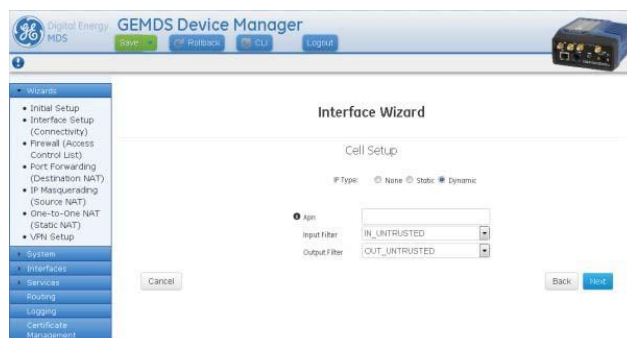 Digital Energy
MDS
GEMDS Device Manager
Save
Rollback
CLI
Logout
Wizards
Initial Setup
Interface Setup
(Connectivity)
Firewall (Access
Control List)
Port Forwarding
(Destination NAT)
IP Masquerading
(Source NAT)
One-to-One NAT
(Static NAT)
VPN Setup
System
Interfaces
Services
Routing
Logging
Certificate
Management
Interface Wizard
Cell Setup
IP Type: None Static Dynamic
Apn
Input Filter IN_UNTRUSTED
Output Filter OUT_UNTRUSTED
Cancel
Back
Next